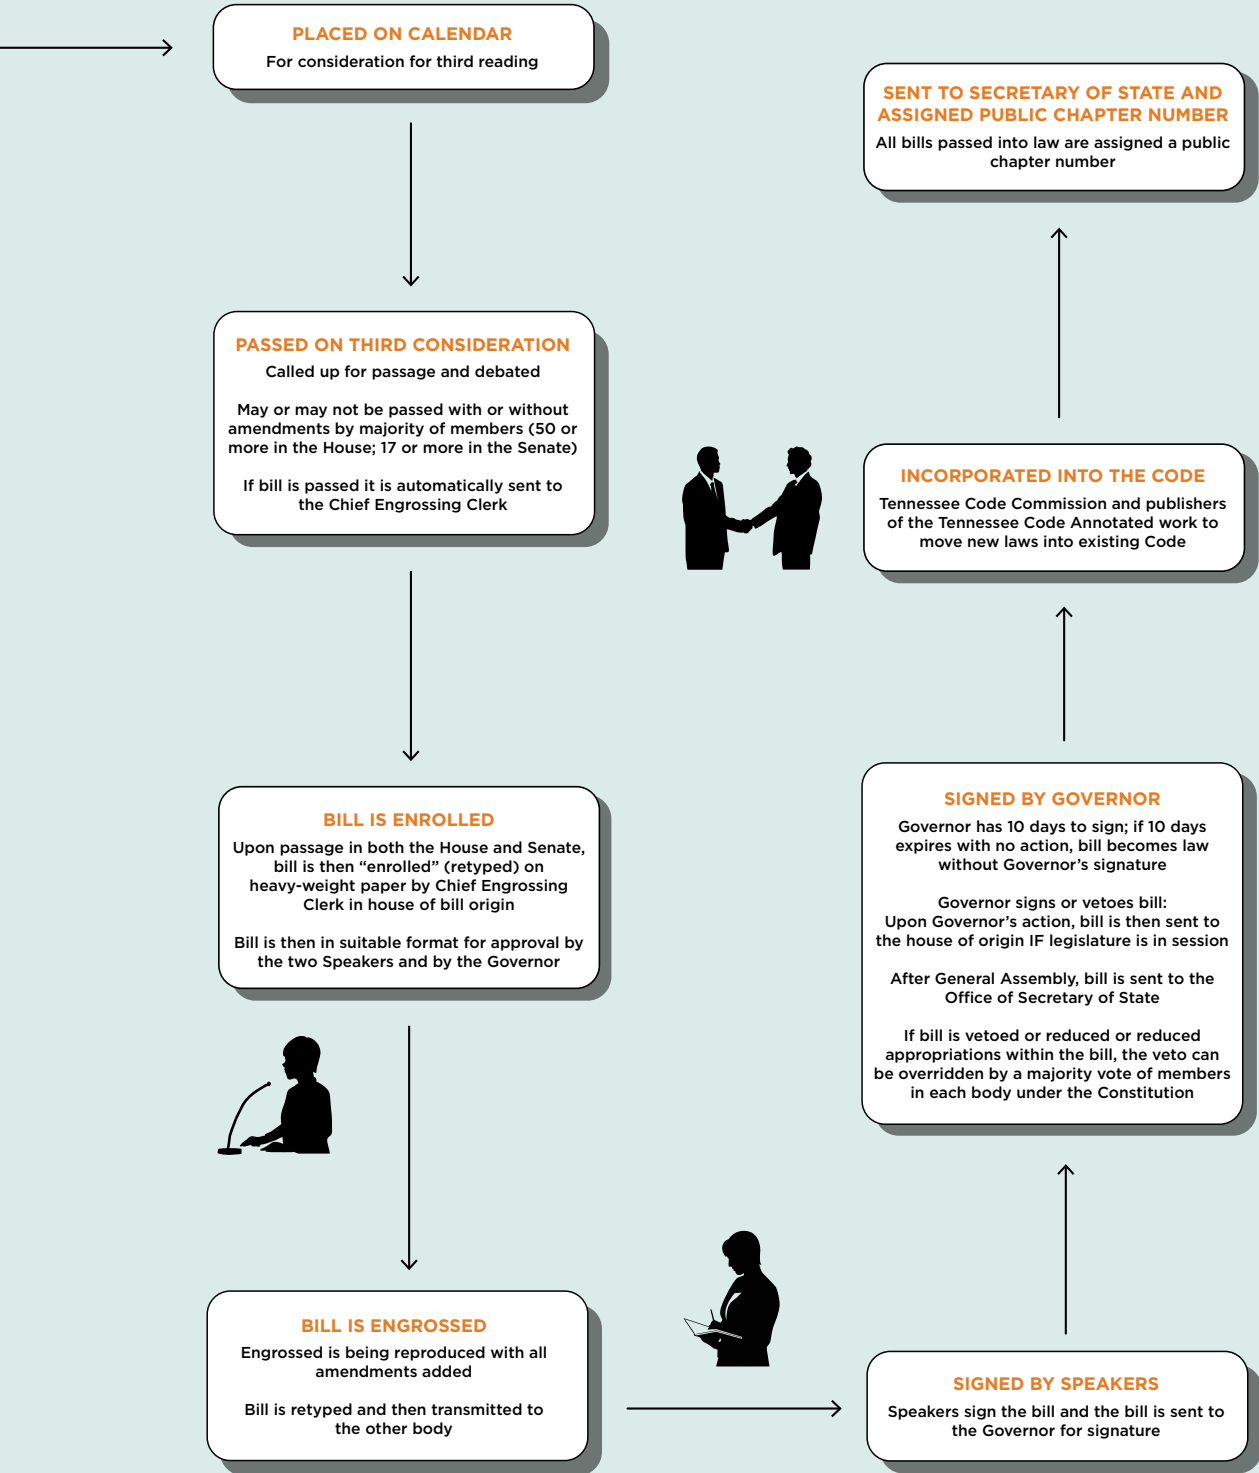 PLACED ON CALENDAR
For consideration for third reading
PASSED ON THIRD CONSIDERATION
Called up for passage and debated
May or may not be passed with or without
amendments by majority of members (50 or
more in the House; 17 or more in the Senate)
If bill is passed it is automatically sent to
the Chief Engrossing Clerk
BILL IS ENROLLED
Upon passage in both the House and Senate,
bill is then “enrolled” (retyped) on
heavy-weight paper by Chief Engrossing
Clerk in house of bill origin
Bill is then in suitable format for approval by
the two Speakers and by the Governor
BILL IS ENGROSSED
Engrossed is being reproduced with all
amendments added
Bill is retyped and then transmitted to
the other body
SIGNED BY SPEAKERS
Speakers sign the bill and the bill is sent to
the Governor for signature
SIGNED BY GOVERNOR
Governor has 10 days to sign; if 10 days
expires with no action, bill becomes law
without Governor’s signature
Governor signs or vetoes bill:
Upon Governor’s action, bill is then sent to
the house of origin IF legislature is in session
After General Assembly, bill is sent to the
Office of Secretary of State
If bill is vetoed or reduced or reduced
appropriations within the bill, the veto can
be overridden by a majority vote of members
in each body under the Constitution
INCORPORATED INTO THE CODE
Tennessee Code Commission and publishers
of the Tennessee Code Annotated work to
move new laws into existing Code
SENT TO SECRETARY OF STATE AND
ASSIGNED PUBLIC CHAPTER NUMBER
All bills passed into law are assigned a public
chapter number